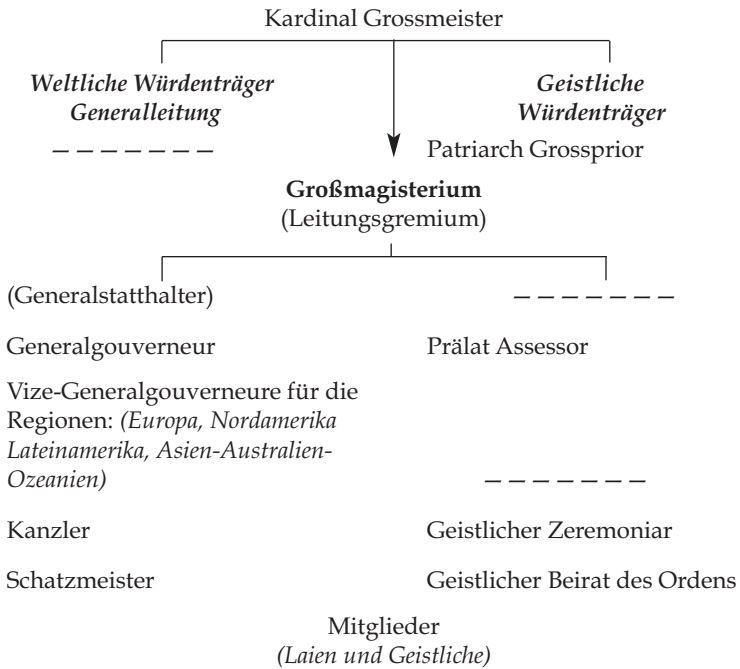 Kardinal Grossmeister
Weltliche Würdenträger
Generalleitung
Geistliche
Würdenträger
– – – – – – –
Patriarch Grossprior
Großmagisterium
(Leitungsgremium)
(Generalstatthalter)
– – – – – – –
Generalgouverneur
Prälat Assessor
Vize-Generalgouverneure für die
Regionen: (Europa, Nordamerika
Lateinamerika, Asien-Australien-
Ozeanien)
– – – – – – –
Kanzler
Geistlicher Zeremoniar
Schatzmeister
Geistlicher Beirat des Ordens
Mitglieder
(Laien und Geistliche)